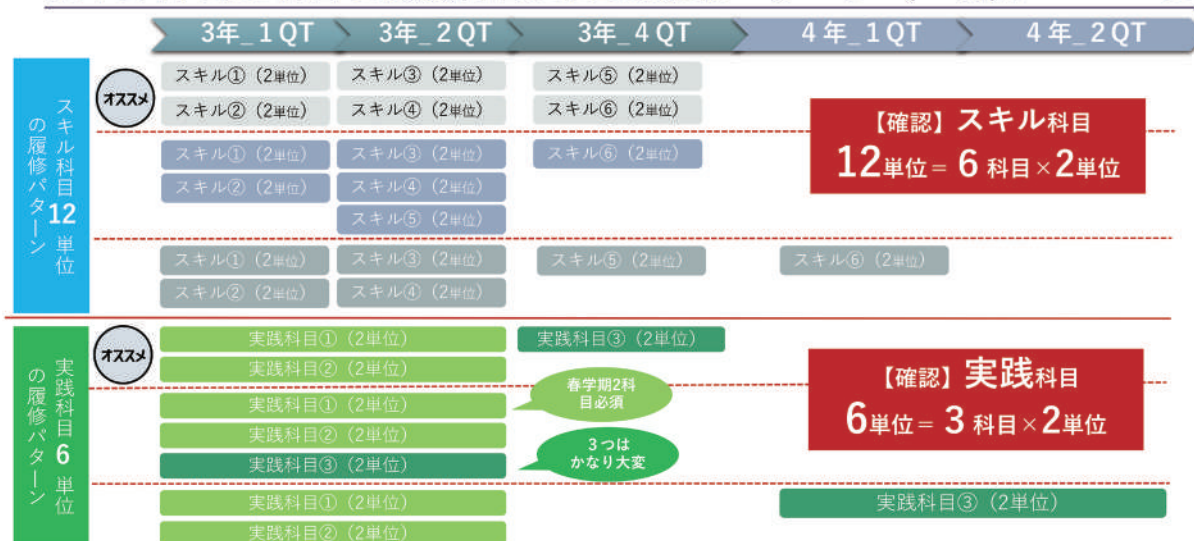 3年_1QT
3年_2QT
3年_4QT
4年_1QT
4年_2QT
スキル科目12単位
の履修パターン
オススメ
スキル①(2単位)
スキル③(2単位)
スキル⑤(2単位)
スキル②(2単位)
スキル④(2単位)
スキル⑥(2単位)
スキル①(2単位)
スキル③(2単位)
スキル⑥(2単位)
スキル②(2単位)
スキル④(2単位)
スキル⑤(2単位)
スキル①(2単位)
スキル③(2単位)
スキル⑤(2単位)
スキル⑥(2単位)
スキル②(2単位)
スキル④(2単位)
【確認】スキル科目
12単位=6科目×2単位
実践科目6単位
の履修パターン
オススメ
実践科目①(2単位)
実践科目③(2単位)
実践科目②(2単位)
実践科目①(2単位)
春学期2科
目必須
実践科目②(2単位)
実践科目③(2単位)
3つは
かなり大変
実践科目①(2単位)
実践科目③(2単位)
実践科目②(2単位)
【確認】実践科目
6単位=3科目×2単位